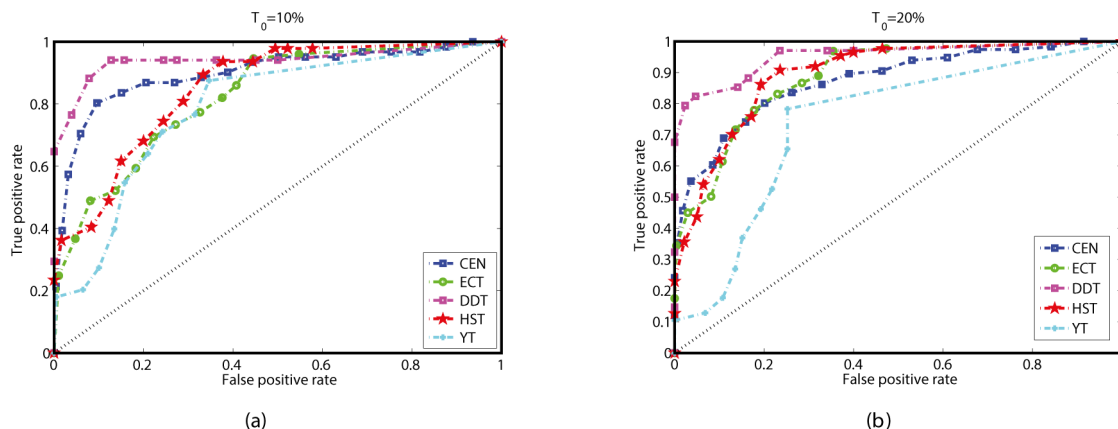 T0=10%
True positive rate
1
0.8
0.6
0.4
0.2
0
0
0.2
0.4
0.6
0.8
1
False positive rate
CEN
ECT
DDT
HST
YT
(a)
T0=20%
True positive rate
1
0.9
0.8
0.7
0.6
0.5
0.4
0.3
0.2
0.1
0
0
0.2
0.4
0.6
0.8
False positive rate
CEN
ECT
DDT
HST
YT
(b)